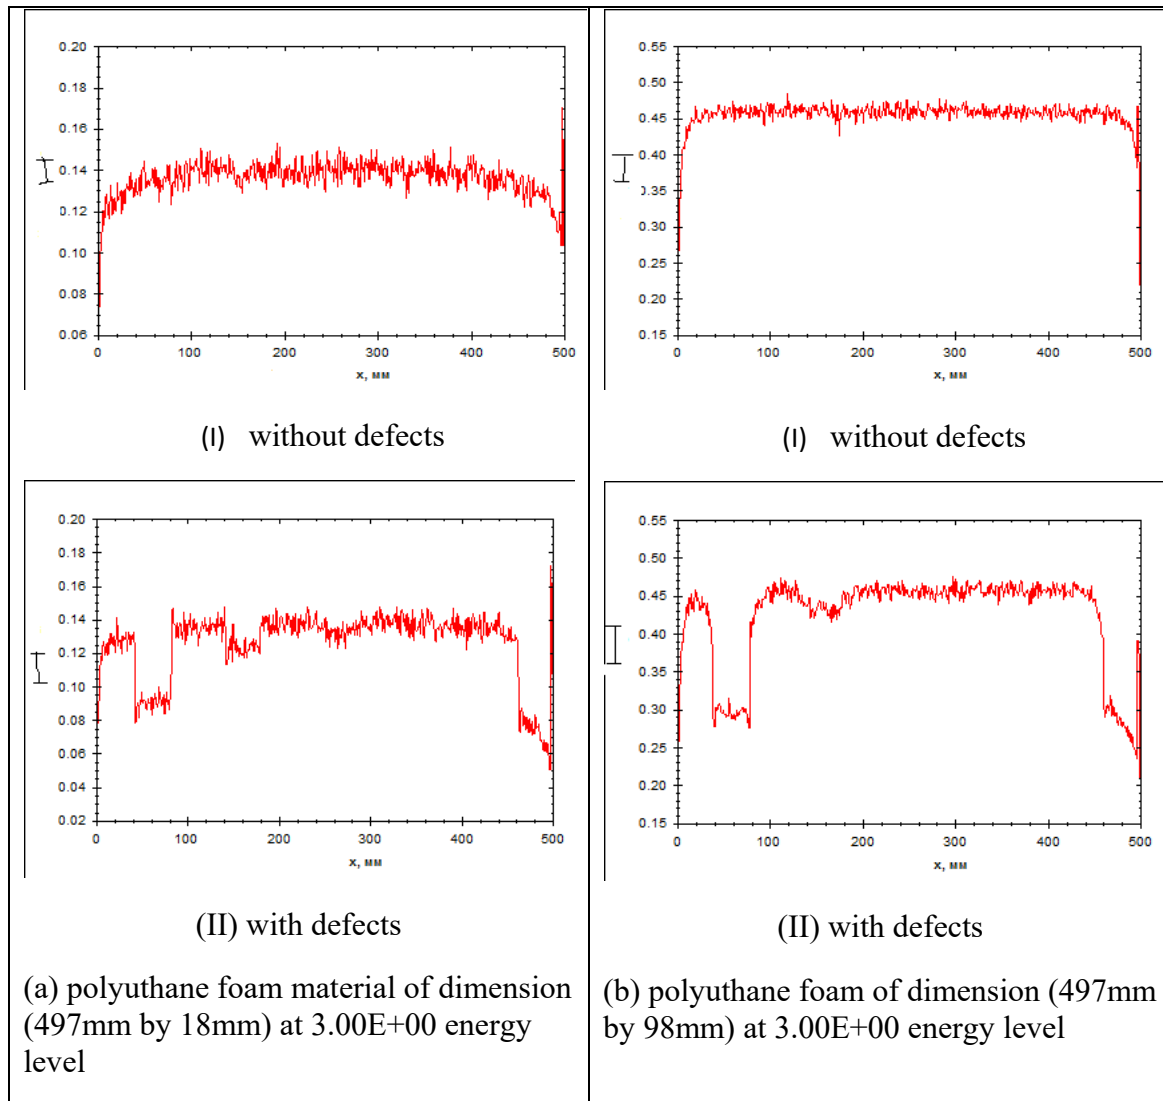 0.20
0.18
0.16
0.14
0.12
0.10
0.08
0.06
0 100 200 300 400 500
x, мм
I
(I) without defects
0.55
0.50
0.45
0.40
0.35
0.30
0.25
0.20
0.15
0 100 200 300 400 500
x, мм
I
(I) without defects
0.20
0.18
0.16
0.14
0.12
0.10
0.08
0.06
0.04
0.02
0 100 200 300 400 500
x, мм
I
(II) with defects
(a) polyuthane foam material of dimension
(497mm by 18mm) at 3.00E+00 energy
level
0.55
0.50
0.45
0.40
0.35
0.30
0.25
0.20
0.15
0 100 200 300 400 500
x, мм
I
(II) with defects
(b) polyuthane foam of dimension (497mm
by 98mm) at 3.00E+00 energy level